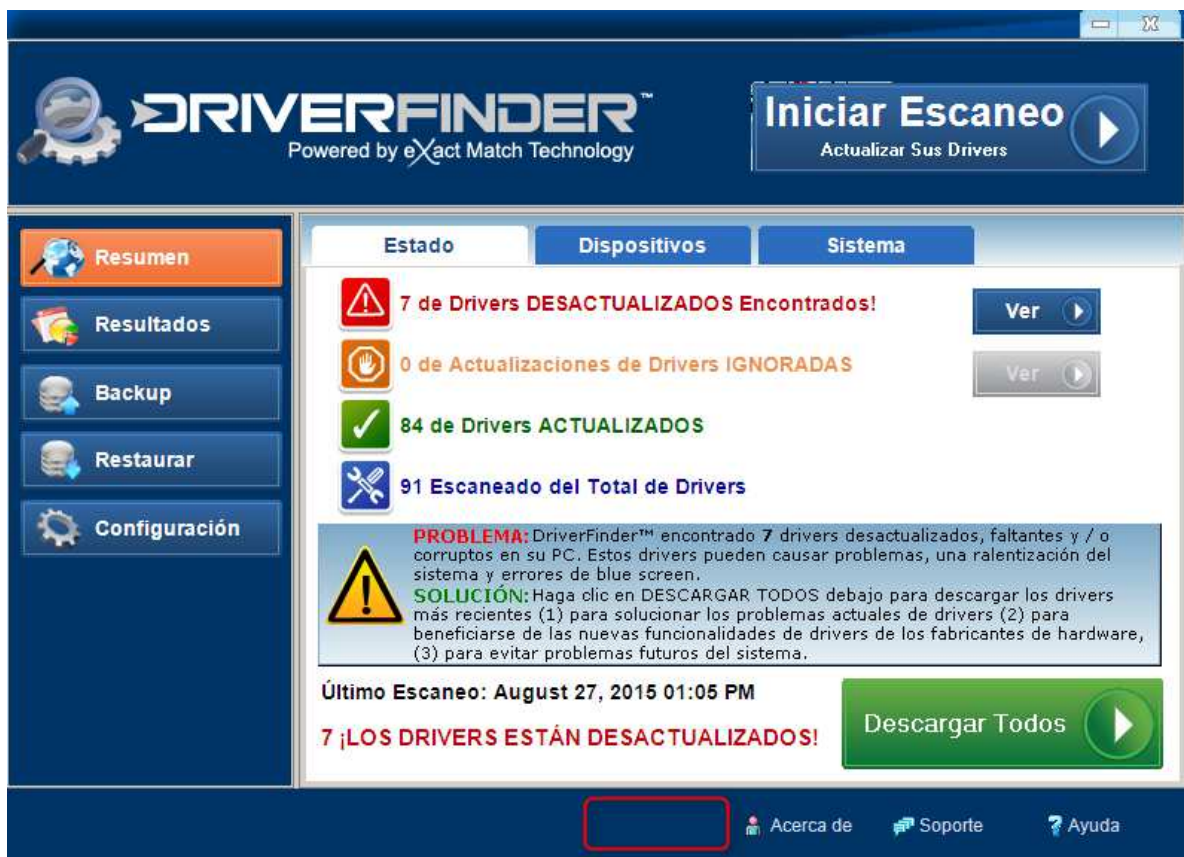 DRIVERFINDER™
Powered by eXact Match Technology
Iniciar Escaneo
Actualizar Sus Drivers
Resumen
Resultados
Backup
Restaurar
Configuración
Estado
Dispositivos
Sistema
7 de Drivers DESACTUALIZADOS Encontrados!
Ver
0 de Actualizaciones de Drivers IGNORADAS
Ver
84 de Drivers ACTUALIZADOS
91 Escaneado del Total de Drivers
PROBLEMA: DriverFinder™ encontrado 7 drivers desactualizados, faltantes y / o
corruptos en su PC. Estos drivers pueden causar problemas, una ralentización del
sistema y errores de blue screen.
SOLUCIÓN: Haga clic en DESCARGAR TODOS debajo para descargar los drivers
más recientes (1) para solucionar los problemas actuales de drivers (2) para
beneficiarse de las nuevas funcionalidades de drivers de los fabricantes de hardware,
(3) para evitar problemas futuros del sistema.
Último Escaneo: August 27, 2015 01:05 PM
7 ¡LOS DRIVERS ESTÁN DESACTUALIZADOS!
Descargar Todos
Acerca de
Soporte
Ayuda